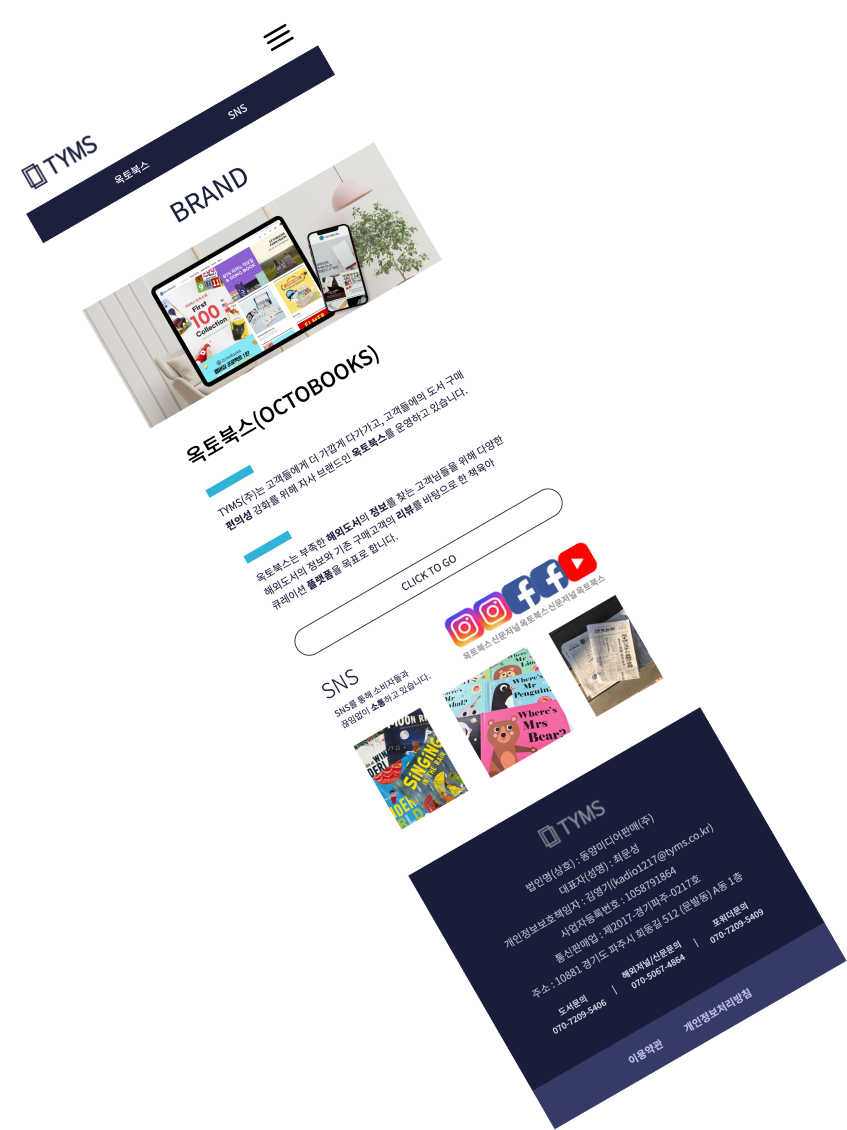 TYMS
옥토북스
SNS
BRAND
First
100
Collection
옥토북스(OCTOBOOKS)
TYMS(주)는 고객들에게 더 가깝게 다가가고, 고객들에의 도서 구매
편의성 강화를 위해 자사 브랜드인 옥토북스를 운영하고 있습니다.
옥토북스는 부족한 해외도서의 정보를 찾는 고객님들을 위해 다양한
해외도서의 정보와 기존 구매고객의 리뷰를 바탕으로 한 책육아
큐레이션 플랫폼을 목표로 합니다.
CLICK TO GO
옥토북스
신문저널
옥토북스
신문저널
옥토북스
SNS
SNS를 통해 소비자들과
끊임없이 소통하고 있습니다.
SINGING
IN THE RAIN
Where's
Mr
Penguin?
Where's
Mrs
Bear?
TYMS
법인명(상호) : 동양미디어판매(주)
대표자(성명) : 최문성
개인정보보호책임자 : 김영기(kadio1217@tyms.co.kr)
사업자등록번호 : 1058791864
통신판매업 : 제2017-경기파주-0217호
주소 : 10881 경기도 파주시 회동길 512 (문발동) A동 1층
도서문의
070-7209-5406
|
해외저널/신문문의
070-5067-4864
|
포워더문의
070-7209-5409
이용약관
개인정보처리방침